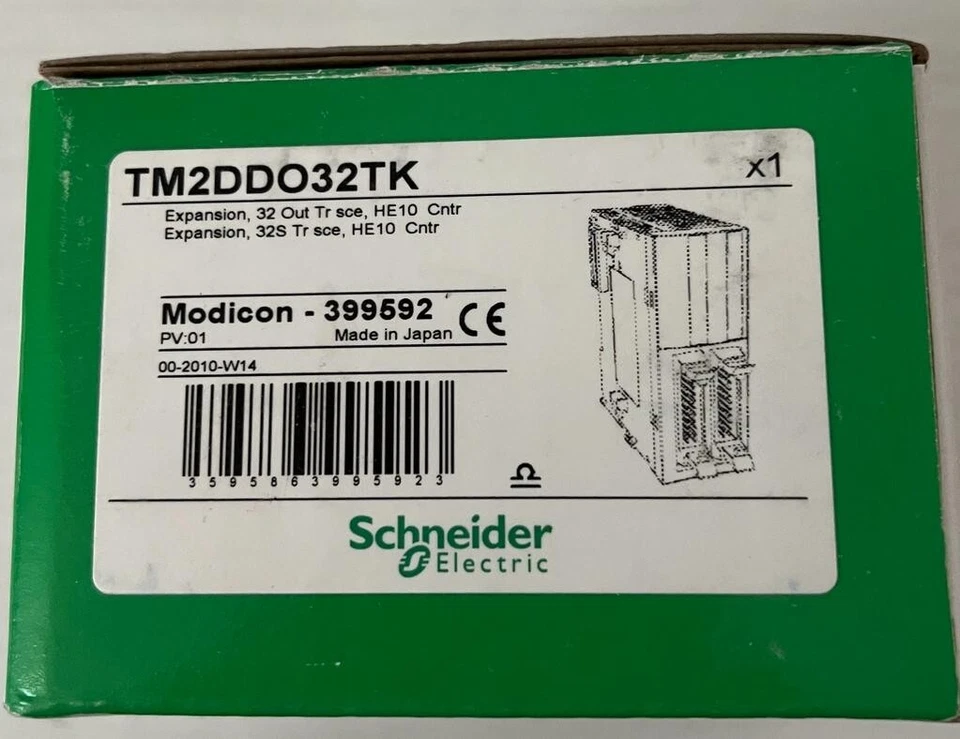 TM2DDO32TK x1
Expansion, 32 Out Tr sce, HE10 Cntr
Expansion, 32S Tr sce, HE10 Cntr
Modicon - 399592 CE
PV:01 Made in Japan
00-2010-W14
3595863995923
Schneider
Electric